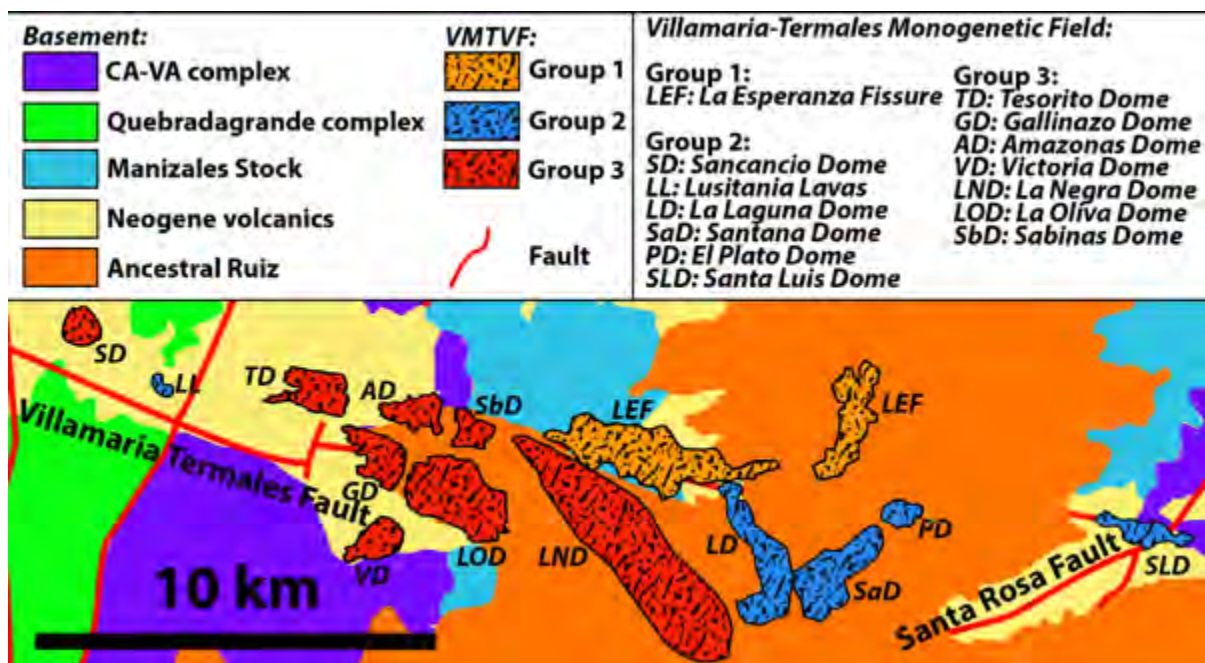 Basement:
CA-VA complex
Quebradagrande complex
Manizales Stock
Neogene volcanics
Ancestral Ruiz
VMTVF:
Group 1
Group 2
Group 3
Fault
Villamaria-Termales Monogenetic Field:
Group 1:
LEF: La Esperanza Fissure
Group 2:
SD: Sancancio Dome
LL: Lusitania Lavas
LD: La Laguna Dome
SaD: Santana Dome
PD: El Plato Dome
SLD: Santa Luis Dome
Group 3:
TD: Tesorito Dome
GD: Gallinazo Dome
AD: Amazonas Dome
VD: Victoria Dome
LND: La Negra Dome
LOD: La Oliva Dome
SbD: Sabinas Dome
SD
LL
TD
AD
SbD
LEF
LEF
Villamaria Termales Fault
GD
VD
LOD
LND
LD
SaD
PD
SLD
Santa Rosa Fault
10 km